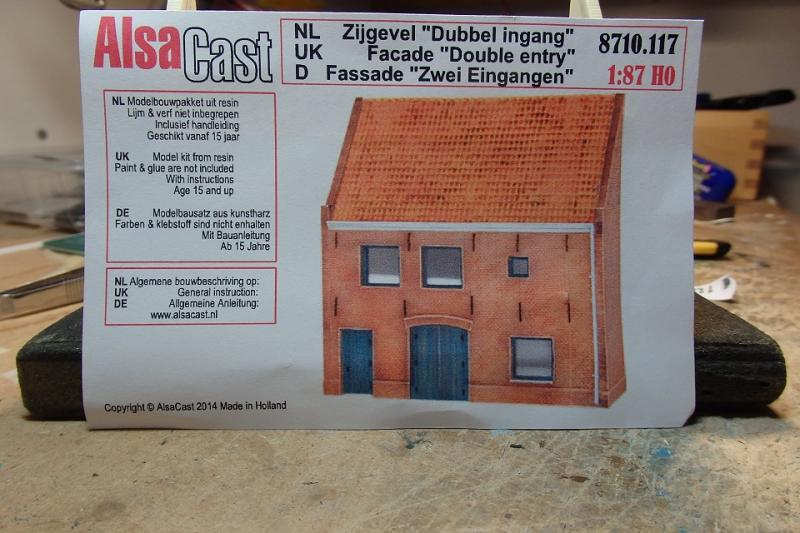 Alsa Cast
NL Zijgevel "Dubbel ingang"
UK Facade "Double entry"
D Fassade "Zwei Eingangen"
8710.117
1:87 H0
NL Modelbouwpakket uit resin
Lijm & verf niet inbegrepen
Inclusief handleiding
Geschikt vanaf 15 jaar
UK Model kit from resin
Paint & glue are not included
With instructions
Age 15 and up
DE Modelbausatz aus kunstharz
Farben & klebstoff sind nicht enhalten
Mit Bauanleitung
Ab 15 Jahre
NL Algemene bouwbeschriving op:
UK General instruction:
DE Allgemeine Anleitung:
www.alsacast.nl
Copyright © AlsaCast 2014 Made in Holland